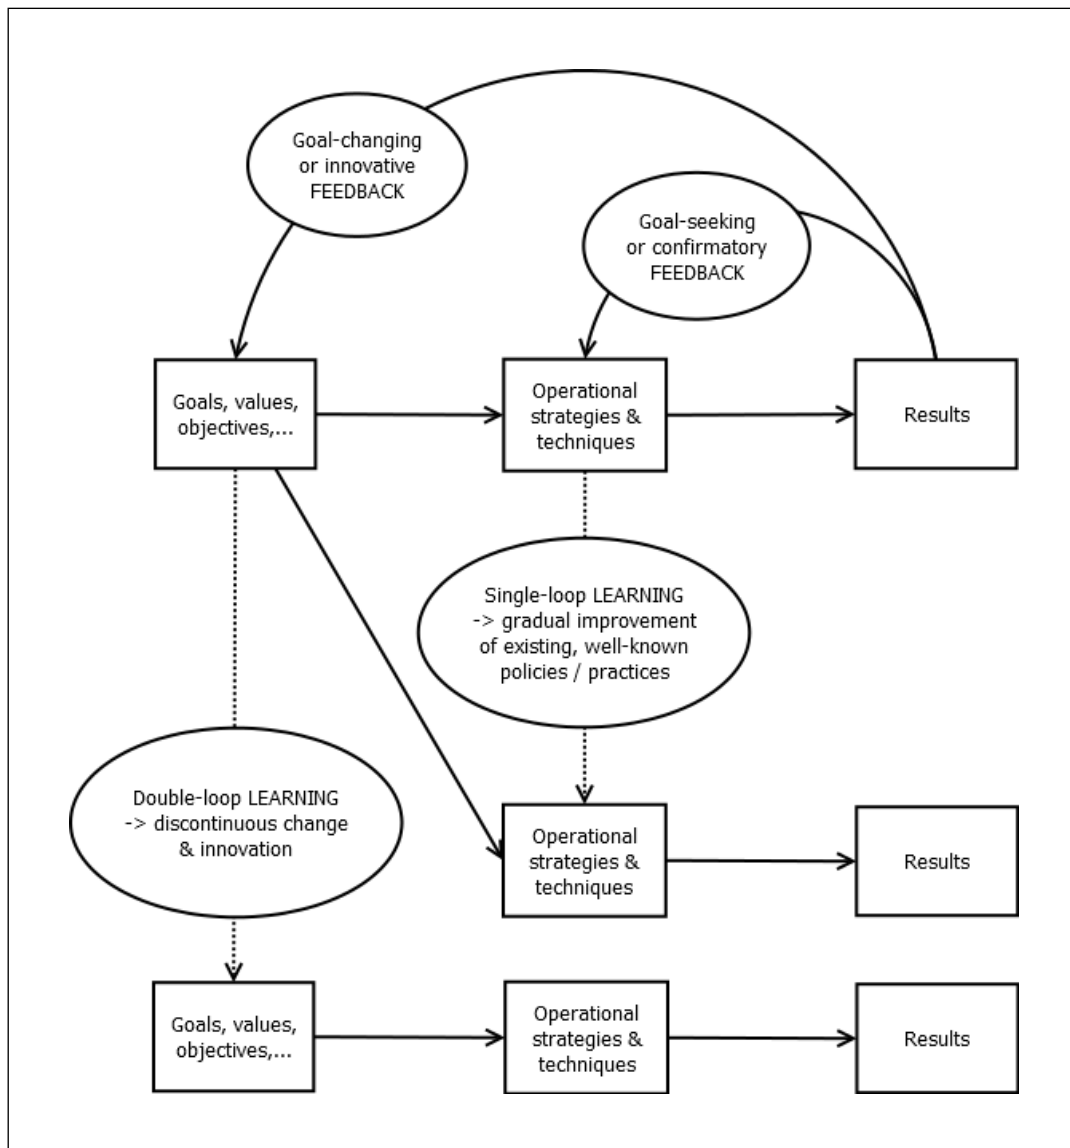 Goal-changing
or innovative
FEEDBACK
Goal-seeking
or confirmatory
FEEDBACK
Goals, values,
objectives,...
Operational
strategies &
techniques
Results
Single-loop LEARNING
-> gradual improvement
of existing, well-known
policies / practices
Double-loop LEARNING
-> discontinuous change
& innovation
Operational
strategies &
techniques
Results
Goals, values,
objectives,...
Operational
strategies &
techniques
Results